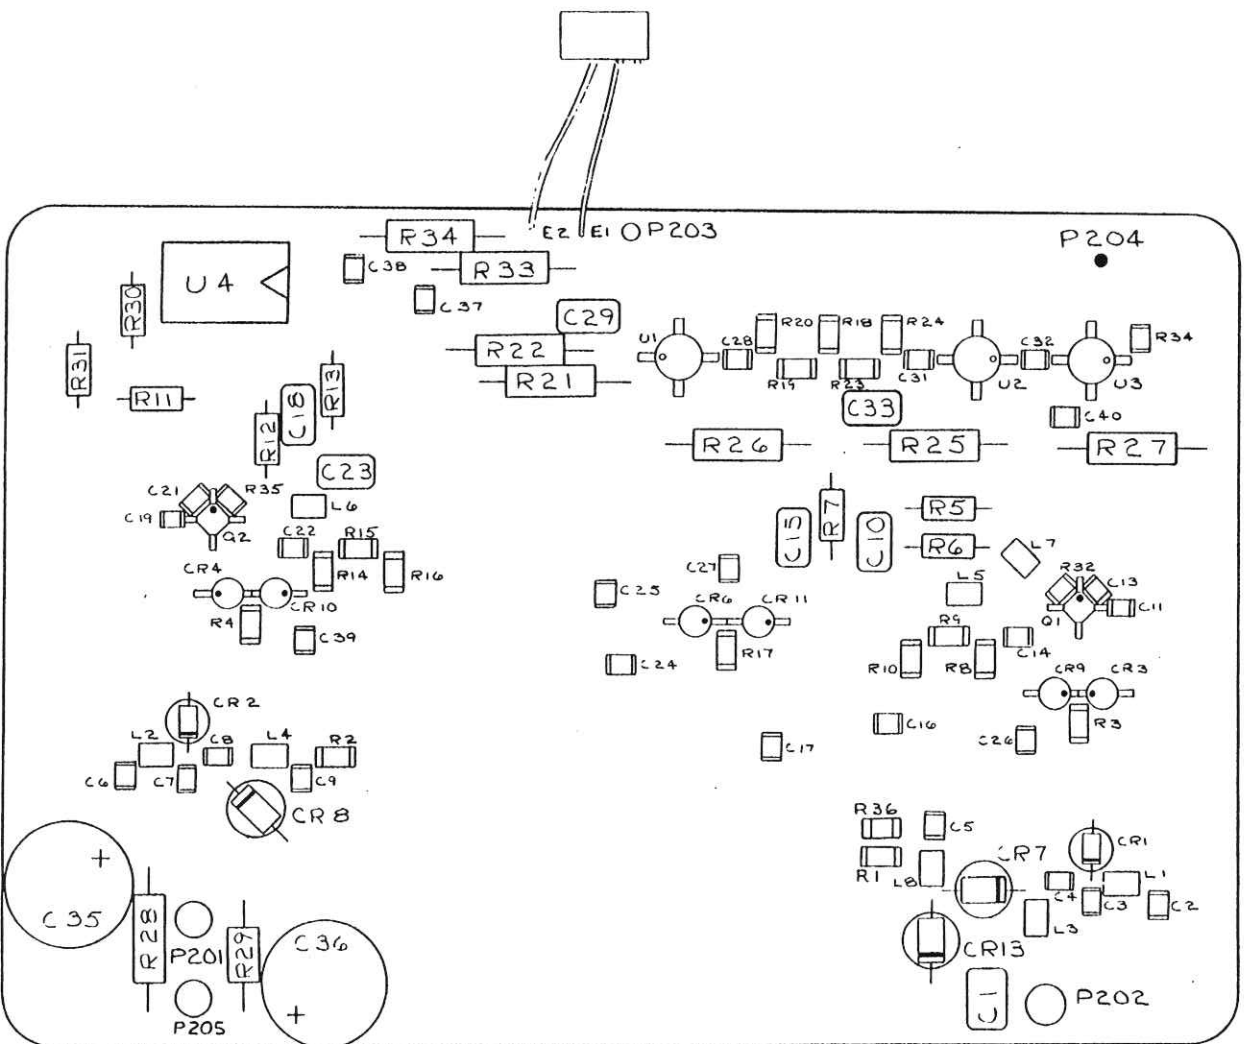 R34
E2
E1
P203
P204
C38
R33
U4
R30
C37
C29
R20
R18
R24
U1
C28
C32
R34
R22
R31
R13
R21
R19
R23
C31
U2
U3
R11
C18
C33
C40
R12
R26
R25
R27
C23
C21
R35
L6
C15
R7
C10
R5
C19
Q2
C22
R15
R6
L7
CR4
R14
R16
C27
L5
R32
C13
CR10
C25
CR6
CR11
C11
R4
C39
R9
Q1
C24
R17
R10
R8
C14
CR9
CR3
CR2
C16
R3
L2
C8
L4
R2
C17
C26
C6
C7
C9
CR8
R36
C5
CR1
+
R1
L8
CR7
C4
L1
C3
C2
C35
R28
P201
R29
C36
L3
CR13
+
P205
C1
P202